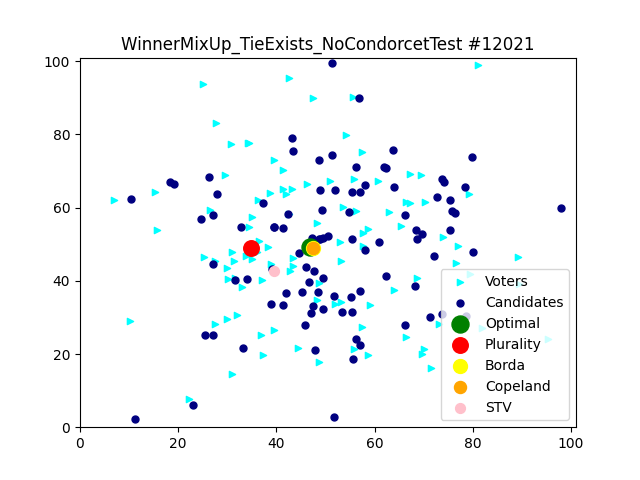 WinnerMixUp_TieExists_NoCondorcetTest #12021
100
80
60
40
20
0
0 20 40 60 80 100
Voters
Candidates
Optimal
Plurality
Borda
Copeland
STV